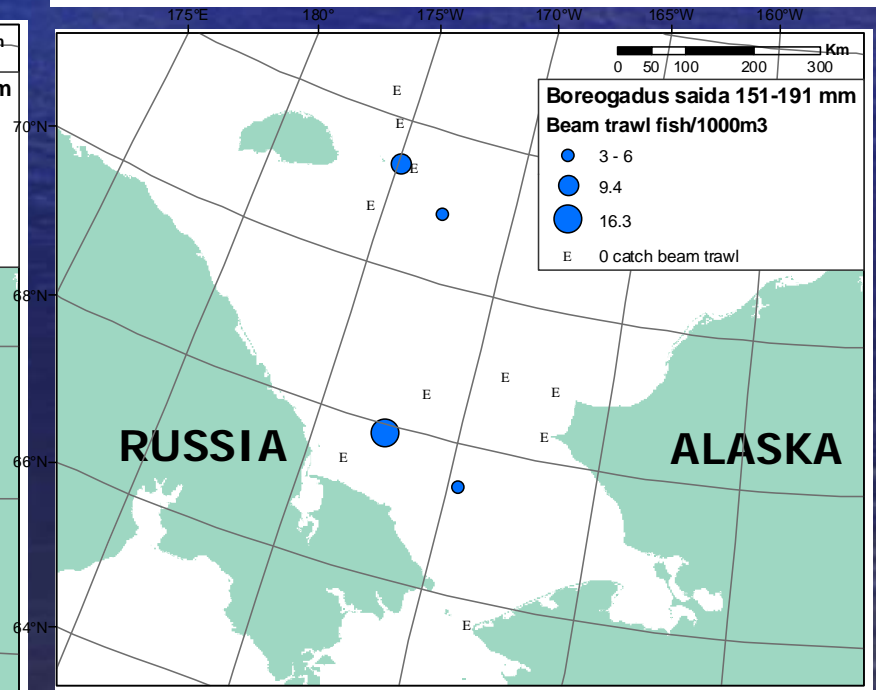 175°E 180° 175°W 170°W 165°W 160°W
m
m
Km
0 50 100 200 300
Boreogadus saida 151-191 mm
Beam trawl fish/1000m3
3 - 6
9.4
16.3
E 0 catch beam trawl
E
E
70°N
E
E
68°N
E
E
E
E
RUSSIA
ALASKA
E
66°N
64°N
E